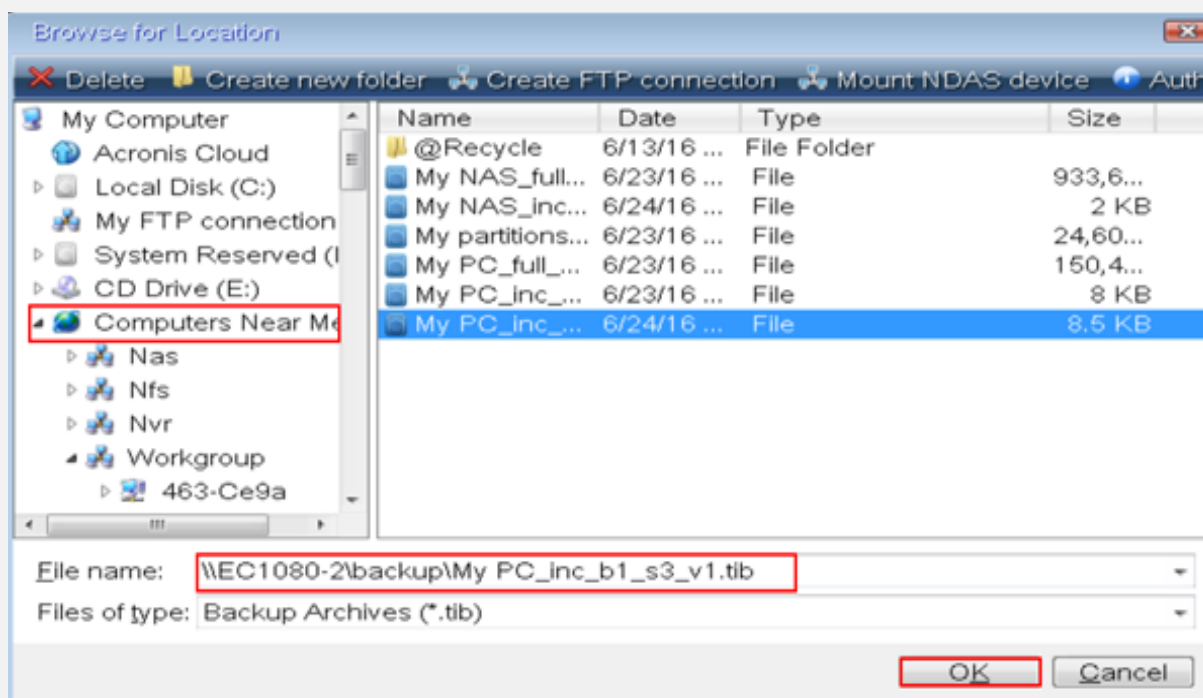 Browse for Location
Delete Create new folder Create FTP connection Mount NDAS device Auth
My Computer
Acronis Cloud
Local Disk (C:)
My FTP connection
System Reserved (
CD Drive (E:)
Computers Near Me
Nas
Nfs
Nvr
Workgroup
463-Ce9a
Name Date Type Size
@Recycle 6/13/16 ... File Folder
My NAS_full... 6/23/16 ... File 933,6...
My NAS_inc... 6/24/16 ... File 2 KB
My partitions... 6/23/16 ... File 24,60...
My PC_full_... 6/23/16 ... File 150,4...
My PC_inc_... 6/23/16 ... File 8 KB
My PC_inc_... 6/24/16 ... File 8.5 KB
File name: \\EC1080-2\backup\My PC_inc_b1_s3_v1.tib
Files of type: Backup Archives (*.tib)
OK Cancel